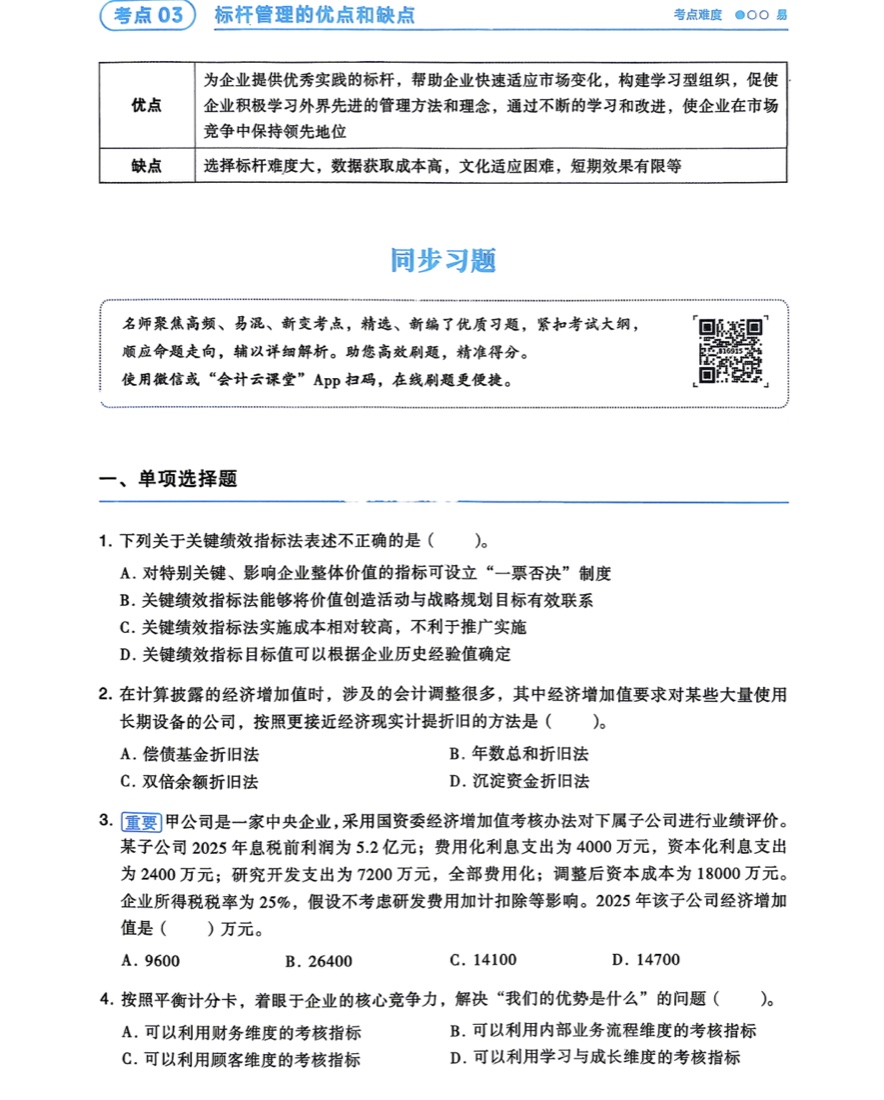 考点 03 标杆管理的优点和缺点 考点难度 ●○○ 易
优点 为企业提供优秀实践的标杆，帮助企业快速适应市场变化，构建学习型组织，促使
企业积极学习外界先进的管理方法和理念，通过不断的学习和改进，使企业在市场
竞争中保持领先地位
缺点 选择标杆难度大，数据获取成本高，文化适应困难，短期效果有限等
同步习题
名师聚焦高频、易混、新变考点，精选、新编了优质习题，紧扣考试大纲，
顺应命题走向，辅以详细解析。助您高效刷题，精准得分。
使用微信或“会计云课堂”App 扫码，在线刷题更便捷。
一、单项选择题
1. 下列关于关键绩效指标法表述不正确的是（　　）。
A. 对特别关键、影响企业整体价值的指标可设立“一票否决”制度
B. 关键绩效指标法能够将价值创造活动与战略规划目标有效联系
C. 关键绩效指标法实施成本相对较高，不利于推广实施
D. 关键绩效指标目标值可以根据企业历史经验值确定
2. 在计算披露的经济增加值时，涉及的会计调整很多，其中经济增加值要求对某些大量使用
长期设备的公司，按照更接近经济现实计提折旧的方法是（　　）。
A. 偿债基金折旧法 B. 年数总和折旧法
C. 双倍余额折旧法 D. 沉淀资金折旧法
3. 重要 甲公司是一家中央企业，采用国资委经济增加值考核办法对下属子公司进行业绩评价。
某子公司 2025 年息税前利润为 5.2 亿元；费用化利息支出为 4000 万元，资本化利息支出
为 2400 万元；研究开发支出为 7200 万元，全部费用化；调整后资本成本为 18000 万元。
企业所得税税率为 25%，假设不考虑研发费用加计扣除等影响。2025 年该子公司经济增加
值是（　　）万元。
A. 9600 B. 26400 C. 14100 D. 14700
4. 按照平衡计分卡，着眼于企业的核心竞争力，解决“我们的优势是什么”的问题（　　）。
A. 可以利用财务维度的考核指标 B. 可以利用内部业务流程维度的考核指标
C. 可以利用顾客维度的考核指标 D. 可以利用学习与成长维度的考核指标